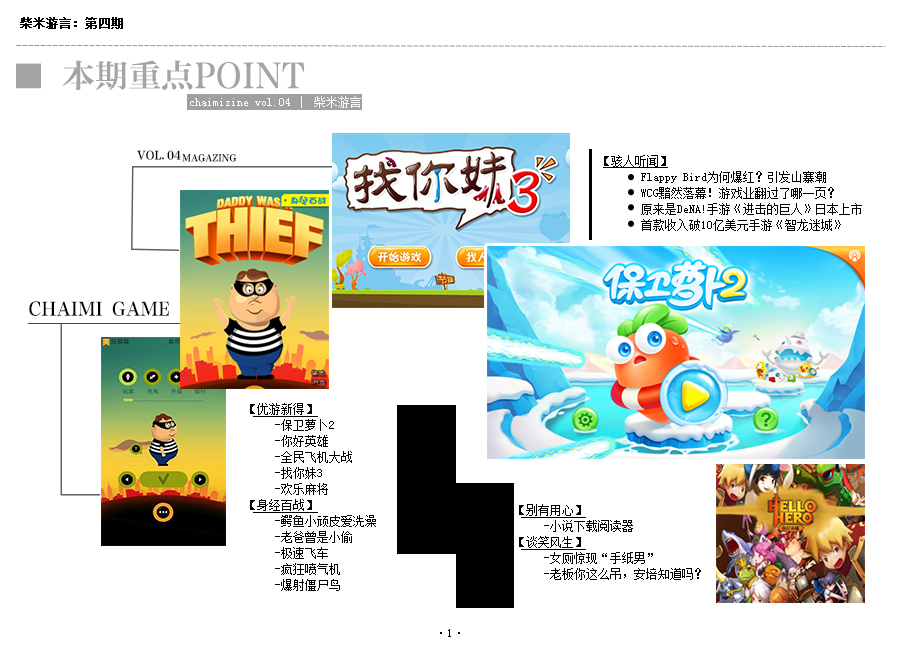 柴米游言：第四期
本期重点POINT
chaimizine vol.04 | 柴米游言
VOL. 04 MAGAZING
CHAIMI GAME
DADDY WAS A
THIEF
身经百战
找你妹3
开始游戏
找
保卫萝卜2
【骇人听闻】
● Flappy Bird为何爆红？引发山寨潮
● WCG黯然落幕！游戏业翻过了哪一页？
● 原来是DeNA!手游《进击的巨人》日本上市
● 首款收入破10亿美元手游《智龙迷城》
【优游新得】
-保卫萝卜2
-你好英雄
-全民飞机大战
-找你妹3
-欢乐麻将
【身经百战】
-鳄鱼小顽皮爱洗澡
-老爸曾是小偷
-极速飞车
-疯狂喷气机
-爆射僵尸鸟
【别有用心】
-小说下载阅读器
【谈笑风生】
-女厕惊现“手纸男”
-老板你这么吊，安培知道吗？
HELLO
HERO
·1·